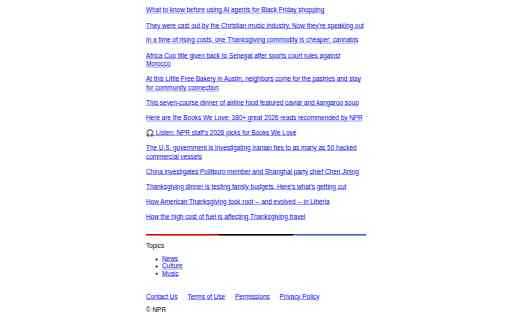 What to know before using AI agents for Black Friday shopping
They were cast out by the Christian music industry. Now they're speaking out
In a time of rising costs, one Thanksgiving commodity is cheaper: cannabis
Africa Cup title given back to Senegal after sports court rules against
Morocco
At this Little Free Bakery in Austin, neighbors come for the pastries and stay
for community connection
This seven-course dinner of airline food featured caviar and kangaroo soup
Here are the Books We Love: 380+ great 2026 reads recommended by NPR
🎧 Listen: NPR staff's 2026 picks for Books We Love
The U.S. government is investigating Iranian ties to as many as 50 hacked
commercial vessels
China investigates Politburo member and Shanghai party chief Chen Jining
Thanksgiving dinner is testing family budgets. Here's what's getting cut
How American Thanksgiving took root – and evolved – in Liberia
How the high cost of fuel is affecting Thanksgiving travel
Topics
• News
• Culture
• Music
Contact Us Terms of Use Permissions Privacy Policy
© NPR